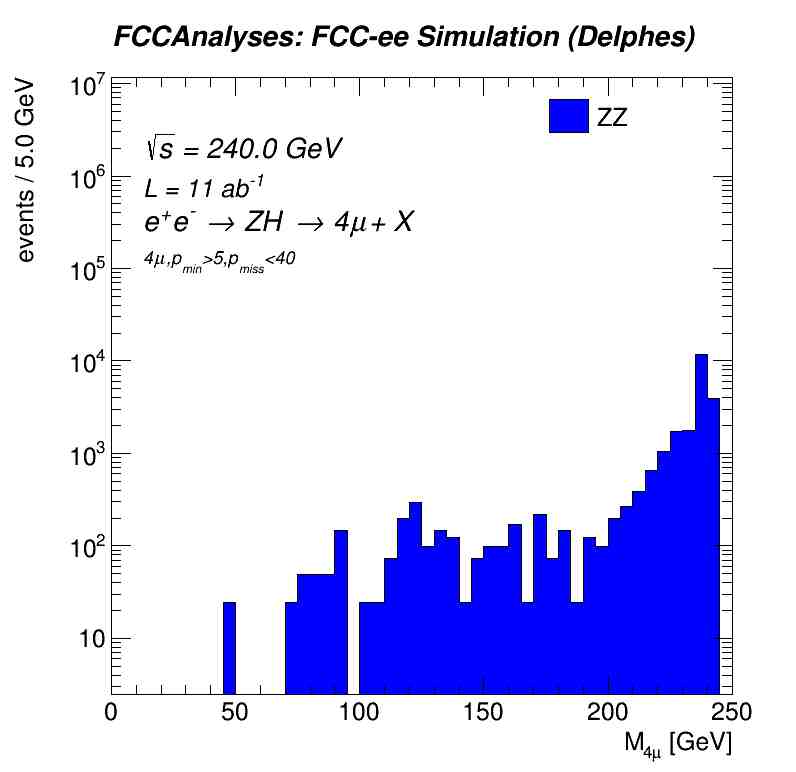 FCCAnalyses: FCC-ee Simulation (Delphes)
events / 5.0 GeV
ZZ
√s = 240.0 GeV
L = 11 ab⁻¹
e⁺e⁻ → ZH → 4μ + X
4μ,p_min>5,p_miss<40
10⁷
10⁶
10⁵
10⁴
10³
10²
10
0 50 100 150 200 250
M_4μ [GeV]